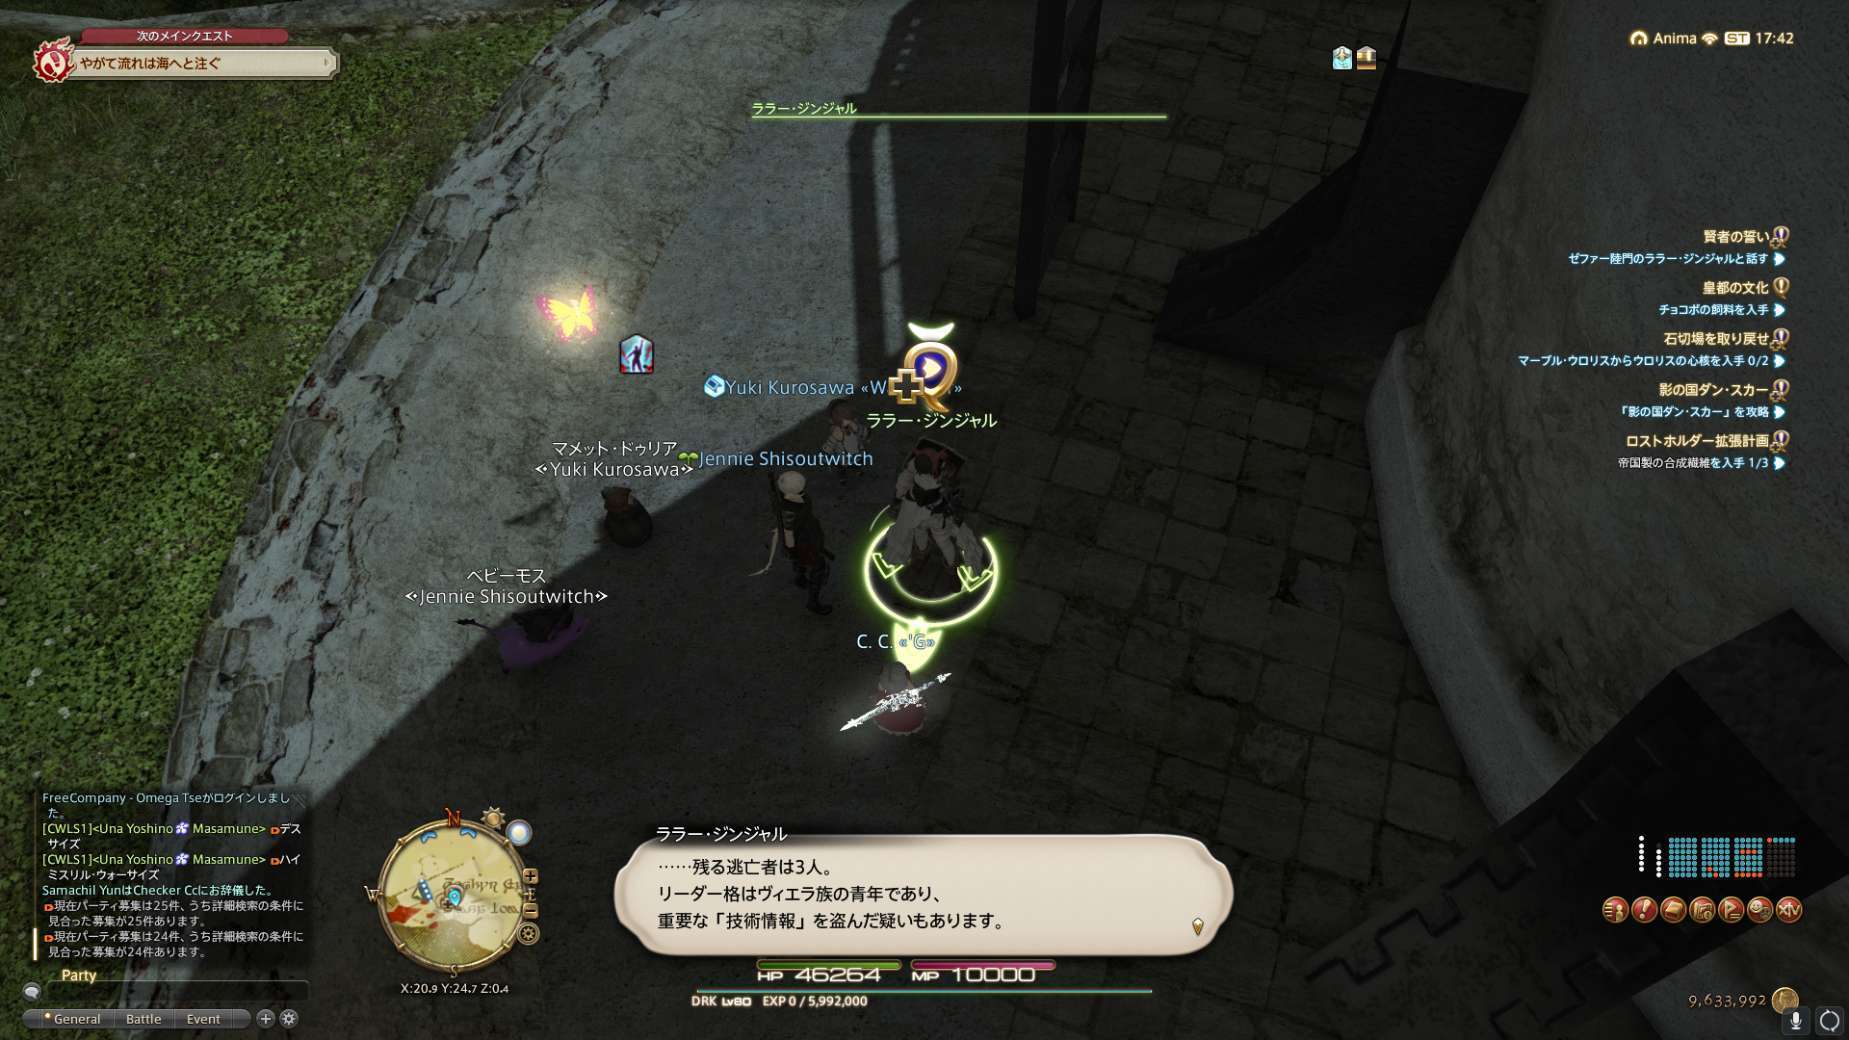 次のメインクエスト
やがて流れは海へと注ぐ
Anima ST 17:42
ララー・ジンジャル
賢者の誓い
ゼファー陸門のララー・ジンジャルと話す
皇都の文化
チョコボの飼料を入手
石切場を取り戻せ
マーブル・ウロリスからウロリスの心核を入手 0/2
影の国ダン・スカー
「影の国ダン・スカー」を攻略
ロストホルダー拡張計画
帝国製の合成繊維を入手 1/3
Yuki Kurosawa «W »
ララー・ジンジャル
マメット・ドゥリア
Yuki Kurosawa
Jennie Shisoutwitch
ベビーモス
Jennie Shisoutwitch
C. C. «'G»
FreeCompany - Omega Tseがログインしまし
た。
[CWLS1]<Una Yoshino Masamune> デス
サイズ
[CWLS1]<Una Yoshino Masamune> ハイ
ミスリル・ウォーサイズ
Samachil YunはChecker Ccにお辞儀した。
現在パーティ募集は25件、うち詳細検索の条件に
見合った募集が25件あります。
現在パーティ募集は24件、うち詳細検索の条件に
見合った募集が24件あります。
Party
General Battle Event
N
W
E
S
X:20.9 Y:24.7 Z:0.4
ララー・ジンジャル
……残る逃亡者は3人。
リーダー格はヴィエラ族の青年であり、
重要な「技術情報」を盗んだ疑いもあります。
HP 46264 MP 10000
DRK Lv80 EXP 0 / 5,992,000
XIV
9,633,992